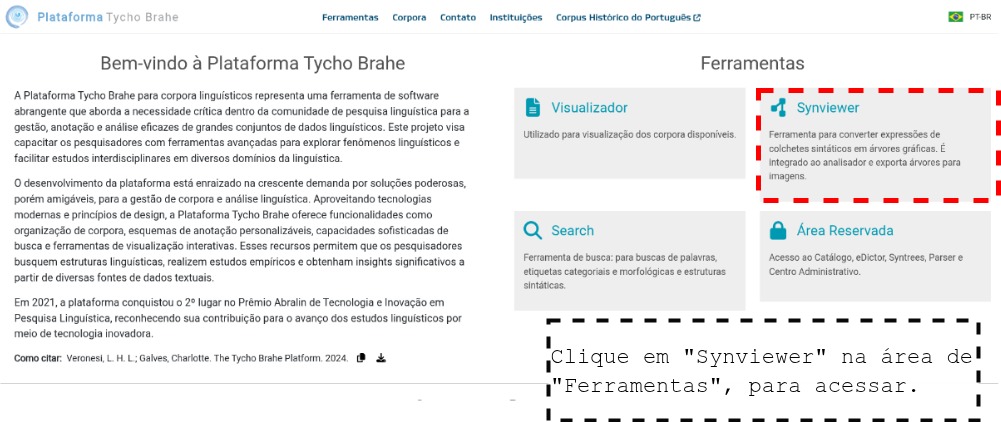 Plataforma Tycho Brahe
Ferramentas Corpora Contato Instituições Corpus Histórico do Português
PT-BR
Bem-vindo à Plataforma Tycho Brahe
A Plataforma Tycho Brahe para corpora linguísticos representa uma ferramenta de software
abrangente que aborda a necessidade crítica dentro da comunidade de pesquisa linguística para a
gestão, anotação e análise eficazes de grandes conjuntos de dados linguísticos. Este projeto visa
capacitar os pesquisadores com ferramentas avançadas para explorar fenômenos linguísticos e
facilitar estudos interdisciplinares em diversos domínios da linguística.
O desenvolvimento da plataforma está enraizado na crescente demanda por soluções poderosas,
porém amigáveis, para a gestão de corpora e análise linguística. Aproveitando tecnologias
modernas e princípios de design, a Plataforma Tycho Brahe oferece funcionalidades como
organização de corpora, esquemas de anotação personalizáveis, capacidades sofisticadas de
busca e ferramentas de visualização interativas. Esses recursos permitem que os pesquisadores
busquem estruturas linguísticas, realizem estudos empíricos e obtenham insights significativos a
partir de diversas fontes de dados textuais.
Em 2021, a plataforma conquistou o 2º lugar no Prêmio Abralin de Tecnologia e Inovação em
Pesquisa Linguística, reconhecendo sua contribuição para o avanço dos estudos linguísticos por
meio de tecnologia inovadora.
Como citar: Veronesi, L. H. L.; Galves, Charlotte. The Tycho Brahe Platform. 2024.
Ferramentas
Visualizador
Utilizado para visualização dos corpora disponíveis.
Synviewer
Ferramenta para converter expressões de
colchetes sintáticos em árvores gráficas. É
integrado ao analisador e exporta árvores para
imagens.
Search
Ferramenta de busca: para buscas de palavras,
etiquetas categoriais e morfológicas e estruturas
sintáticas.
Área Reservada
Acesso ao Catálogo, eDictor, Syntrees, Parser e
Centro Administrativo.
Clique em "Synviewer" na área de
"Ferramentas", para acessar.